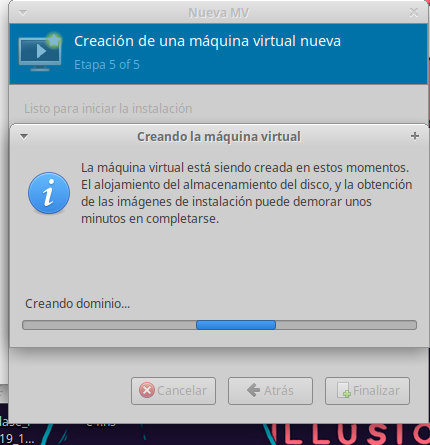 Nueva MV
Creación de una máquina virtual nueva
Etapa 5 of 5
Listo para iniciar la instalación
Creando la máquina virtual
La máquina virtual está siendo creada en estos momentos.
El alojamiento del almacenamiento del disco, y la obtención
de las imágenes de instalación puede demorar unos
minutos en completarse.
Creando dominio...
Cancelar
Atrás
Finalizar
19_1...
ILLUSIO